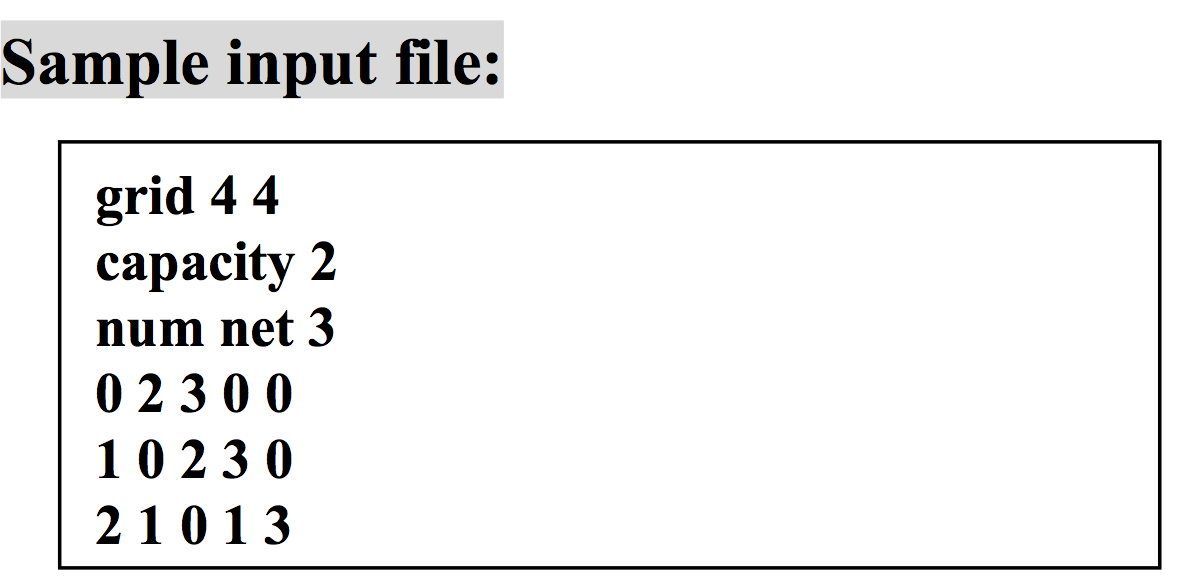 Sample input file:
grid 4 4
capacity 2
num net 3
0 2 3 0 0
1 0 2 3 0
2 1 0 1 3